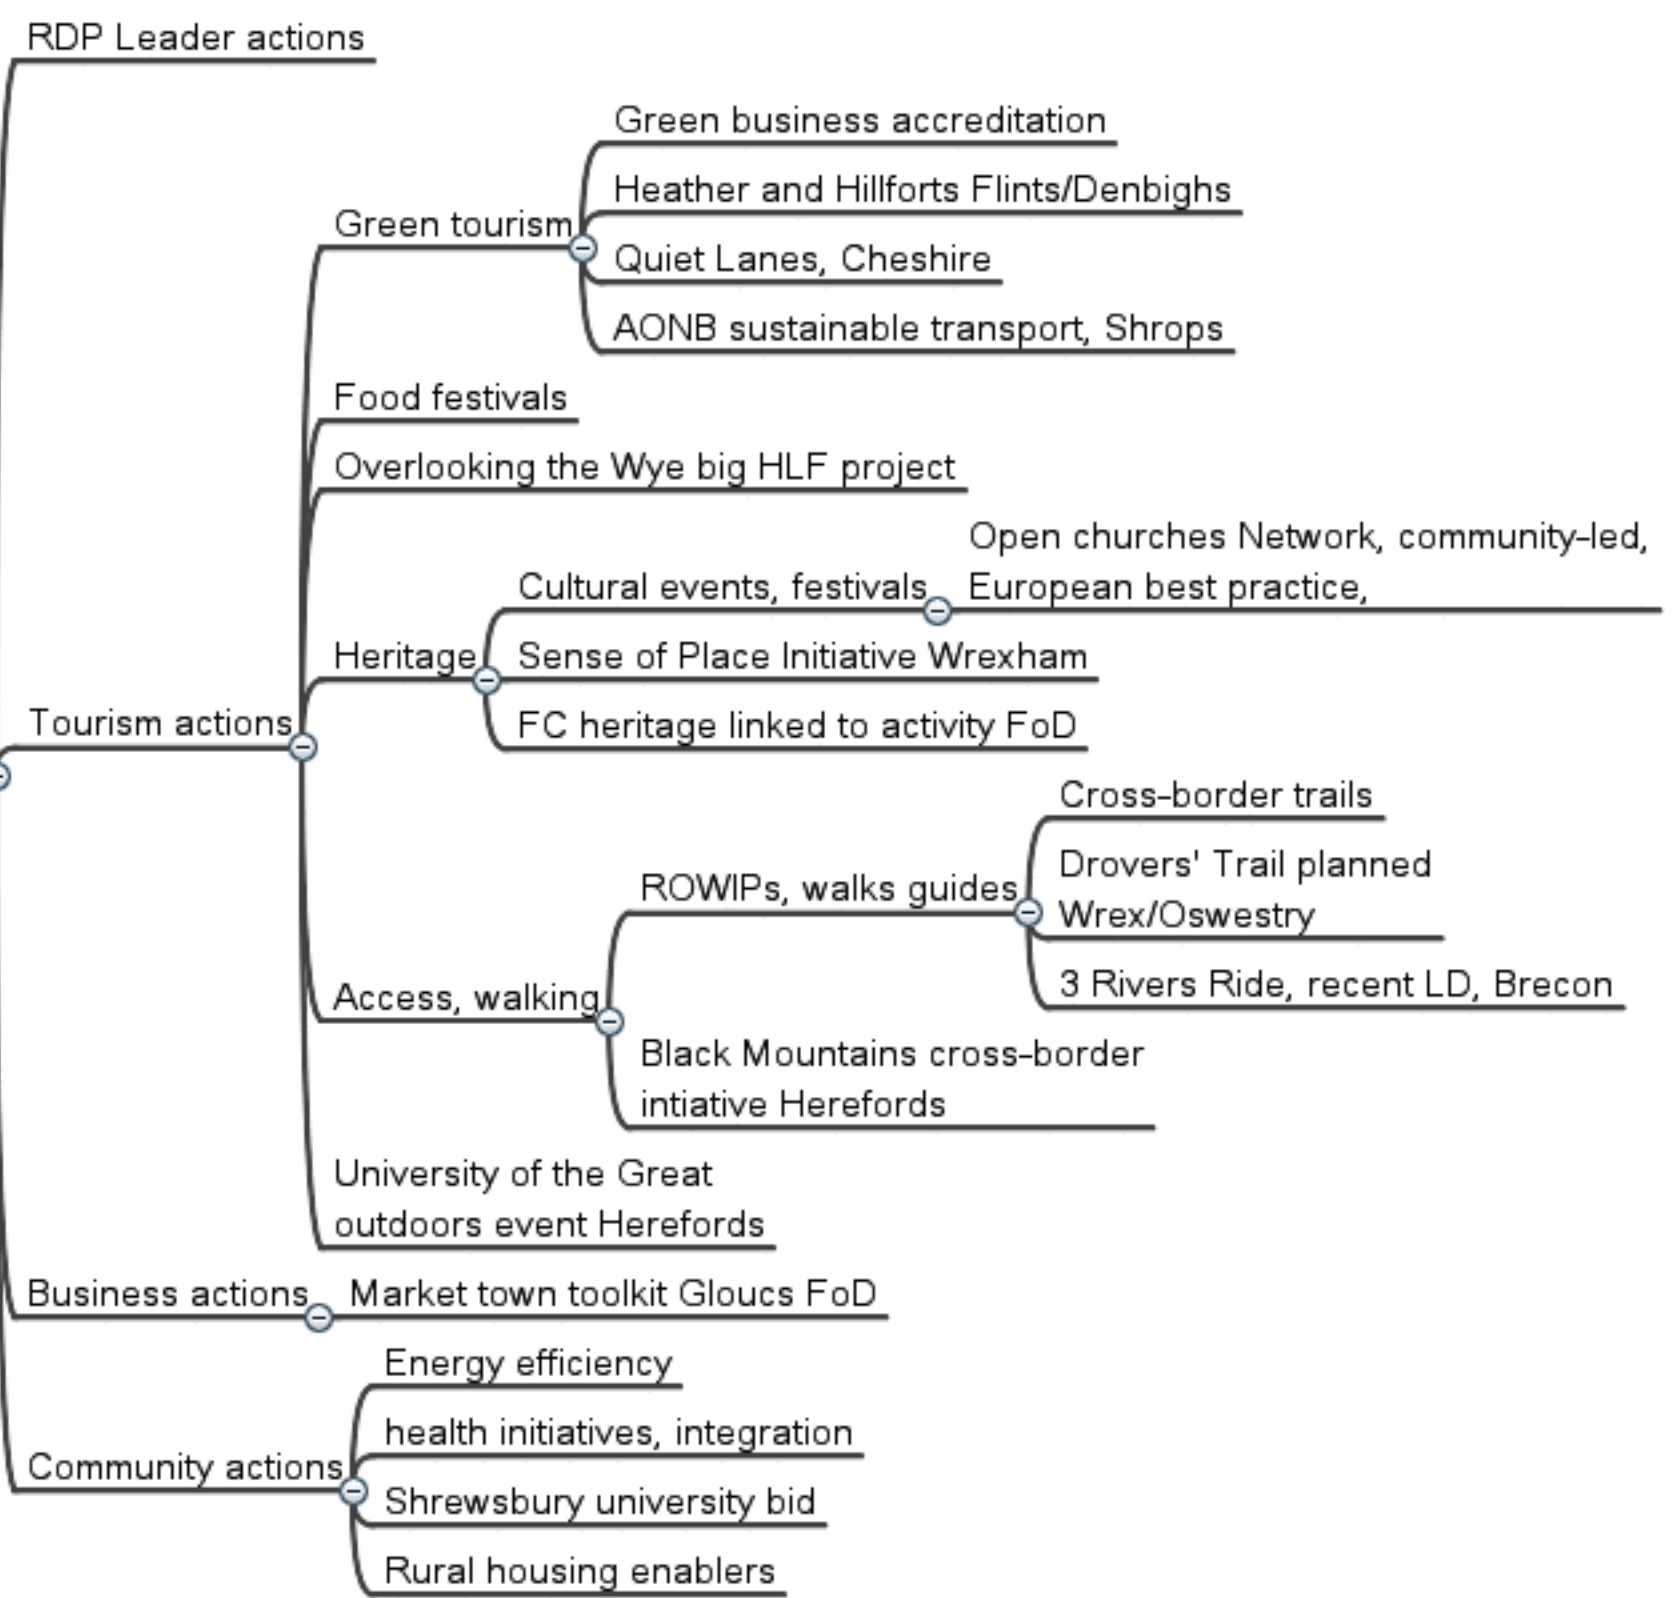 RDP Leader actions
Green business accreditation
Heather and Hillforts Flints/Denbighs
Green tourism
Quiet Lanes, Cheshire
AONB sustainable transport, Shrops
Food festivals
Overlooking the Wye big HLF project
Open churches Network, community-led,
European best practice,
Cultural events, festivals
Heritage
Sense of Place Initiative Wrexham
FC heritage linked to activity FoD
Tourism actions
Cross-border trails
Drovers' Trail planned
Wrex/Oswestry
ROWIPs, walks guides
3 Rivers Ride, recent LD, Brecon
Access, walking
Black Mountains cross-border
intiative Herefords
University of the Great
outdoors event Herefords
Business actions
Market town toolkit Gloucs FoD
Energy efficiency
health initiatives, integration
Community actions
Shrewsbury university bid
Rural housing enablers